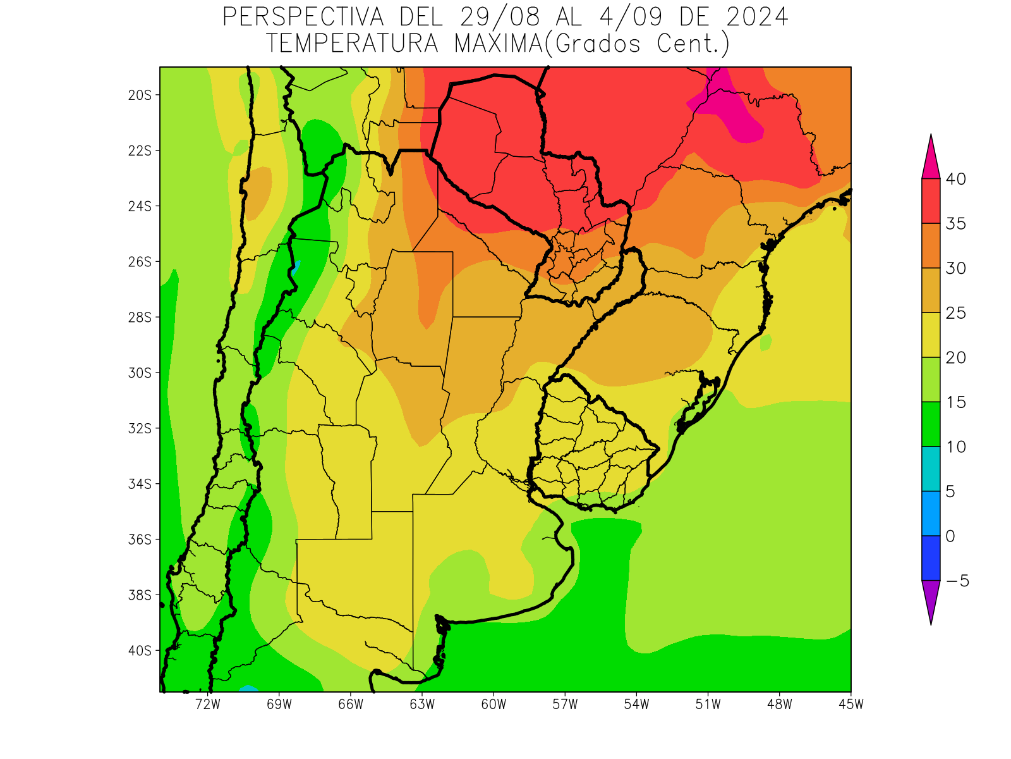 PERSPECTIVA DEL 29/08 AL 4/09 DE 2024
TEMPERATURA MAXIMA(Grados Cent.)
20S
22S
24S
26S
28S
30S
32S
34S
36S
38S
40S
72W 69W 66W 63W 60W 57W 54W 51W 48W 45W
40
35
30
25
20
15
10
5
0
−5